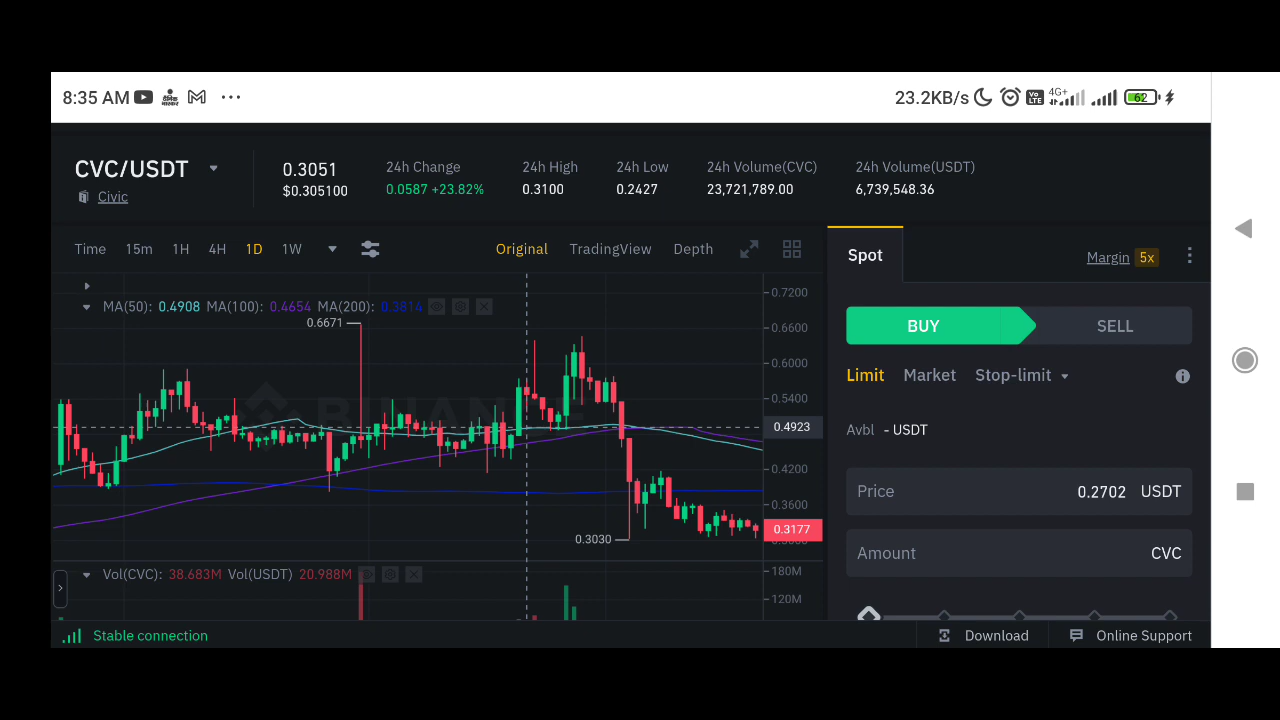 8:35 AM ...
23.2KB/s 4G+ Vo LTE 62
CVC/USDT
Civic
0.3051
$0.305100
24h Change
0.0587 +23.82%
24h High
0.3100
24h Low
0.2427
24h Volume(CVC)
23,721,789.00
24h Volume(USDT)
6,739,548.36
Time 15m 1H 4H 1D 1W
Original TradingView Depth
MA(50): 0.4908 MA(100): 0.4654 MA(200): 0.3814
0.6671
0.3030
BINANCE
0.7200
0.6600
0.6000
0.5400
0.4923
0.4200
0.3600
0.3177
Vol(CVC): 38.683M Vol(USDT) 20.988M
180M
120M
Spot
Margin 5x
BUY SELL
Limit Market Stop-limit
Avbl - USDT
Price 0.2702 USDT
Amount CVC
Stable connection
Download Online Support